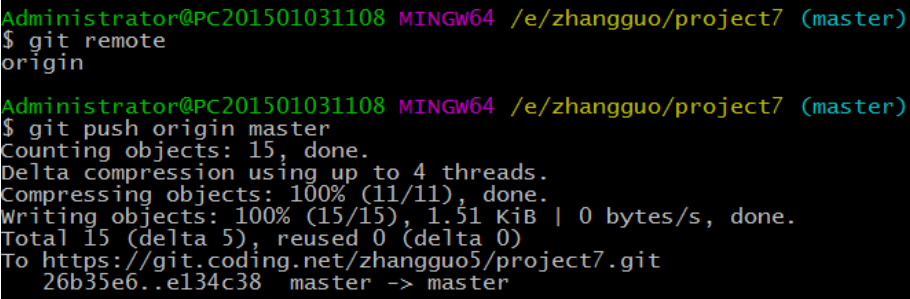 Administrator@PC201501031108 MINGW64 /e/zhangguo/project7 (master)
$ git remote
origin
Administrator@PC201501031108 MINGW64 /e/zhangguo/project7 (master)
$ git push origin master
Counting objects: 15, done.
Delta compression using up to 4 threads.
Compressing objects: 100% (11/11), done.
Writing objects: 100% (15/15), 1.51 KiB | 0 bytes/s, done.
Total 15 (delta 5), reused 0 (delta 0)
To https://git.coding.net/zhangguo5/project7.git
   26b35e6..e134c38  master -> master